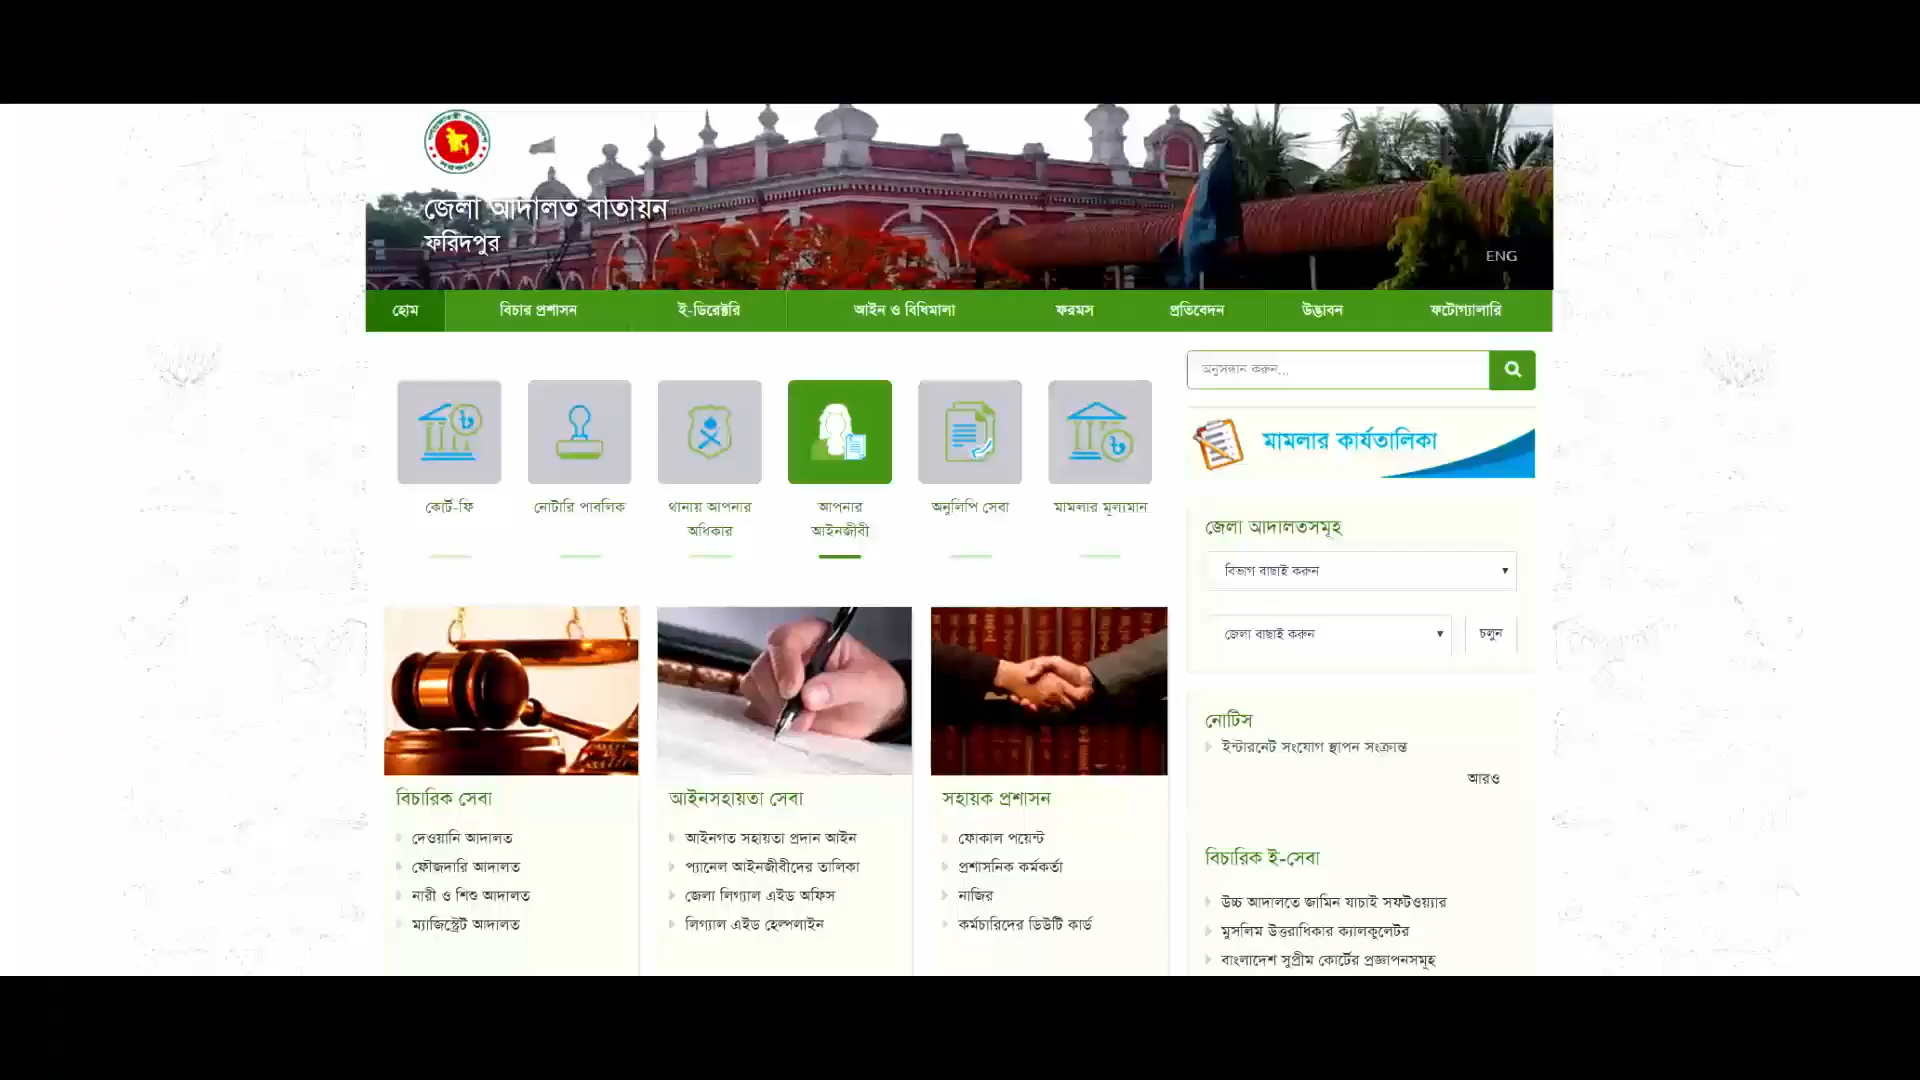 জেলা আদালত বাতায়ন
ফরিদপুর
ENG
হোম
বিচার প্রশাসন
ই-ডিরেক্টরি
আইন ও বিধিমালা
ফরমস
প্রতিবেদন
উদ্ভাবন
ফটোগ্যালারি
অনুসন্ধান করুন...
কোর্ট-ফি
নোটারি পাবলিক
থানায় আপনার
অধিকার
আপনার
আইনজীবী
অনুলিপি সেবা
মামলার মূল্যমান
মামলার কার্যতালিকা
জেলা আদালতসমূহ
বিভাগ বাছাই করুন
জেলা বাছাই করুন
চলুন
নোটিস
ইন্টারনেট সংযোগ স্থাপন সংক্রান্ত
আরও
বিচারিক সেবা
দেওয়ানি আদালত
ফৌজদারি আদালত
নারী ও শিশু আদালত
ম্যাজিস্ট্রেট আদালত
আইনসহায়তা সেবা
আইনগত সহায়তা প্রদান আইন
প্যানেল আইনজীবীদের তালিকা
জেলা লিগ্যাল এইড অফিস
লিগ্যাল এইড হেল্পলাইন
সহায়ক প্রশাসন
ফোকাল পয়েন্ট
প্রশাসনিক কর্মকর্তা
নাজির
কর্মচারিদের ডিউটি কার্ড
বিচারিক ই-সেবা
উচ্চ আদালতে জামিন যাচাই সফটওয়্যার
মুসলিম উত্তরাধিকার ক্যালকুলেটর
বাংলাদেশ সুপ্রীম কোর্টের প্রজ্ঞাপনসমূহ